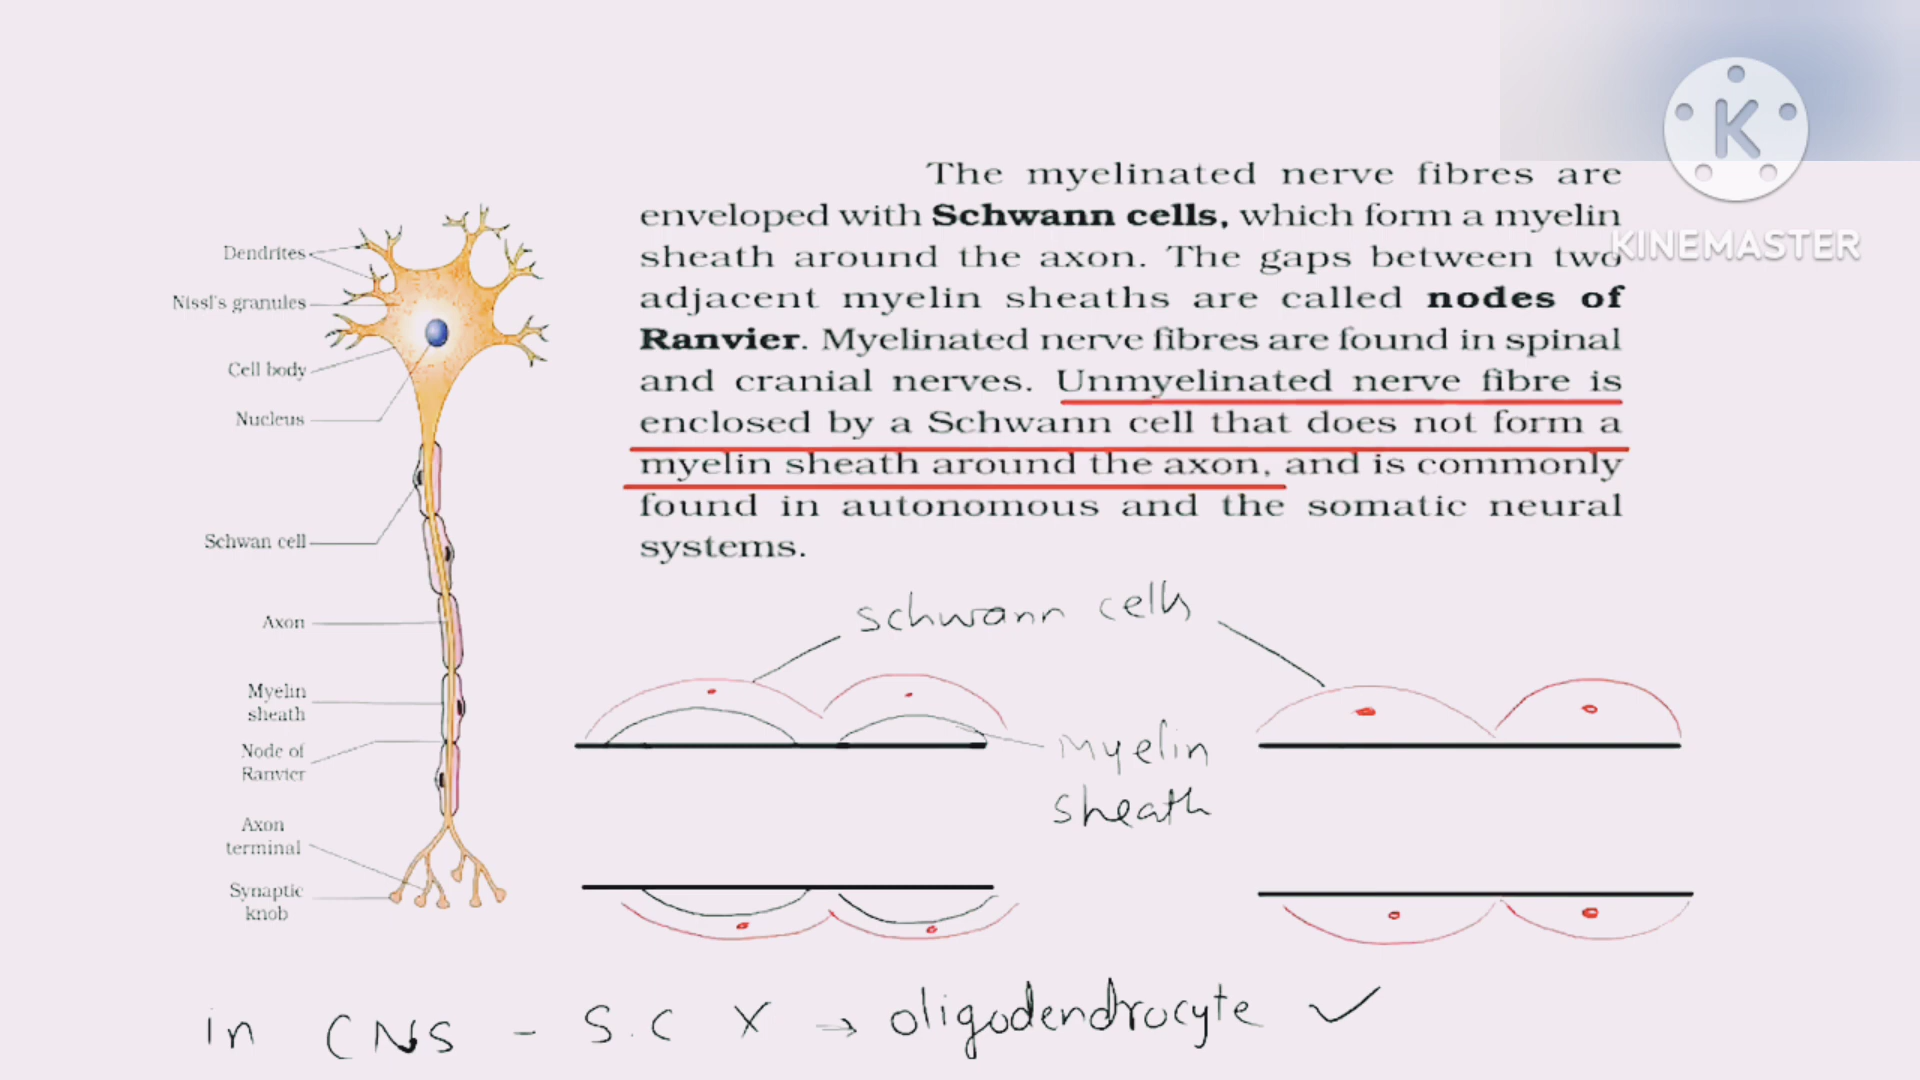 K
KINEMASTER
The myelinated nerve fibres are
enveloped with Schwann cells, which form a myelin
sheath around the axon. The gaps between two
adjacent myelin sheaths are called nodes of
Ranvier. Myelinated nerve fibres are found in spinal
and cranial nerves. Unmyelinated nerve fibre is
enclosed by a Schwann cell that does not form a
myelin sheath around the axon, and is commonly
found in autonomous and the somatic neural
systems.
Dendrites
Nissl's granules
Cell body
Nucleus
Schwan cell
Axon
Myelin
sheath
Node of
Ranvier
Axon
terminal
Synaptic
knob
schwann cells
Myelin
sheath
in CNS - S.C X → oligodendrocyte ✓